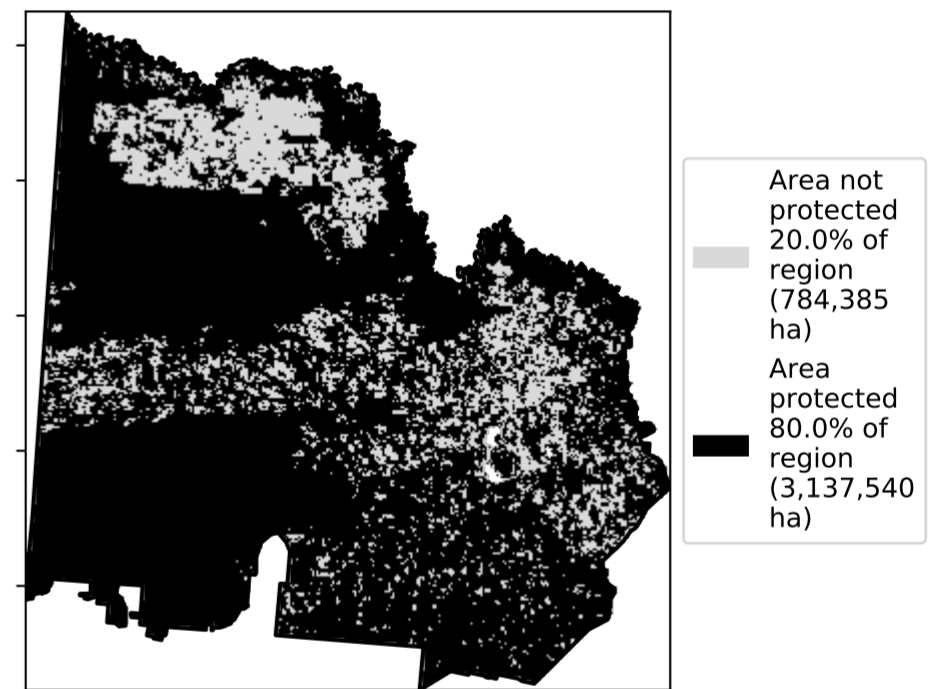 Area not
protected
20.0% of
region
(784,385
ha)
Area
protected
80.0% of
region
(3,137,540
ha)